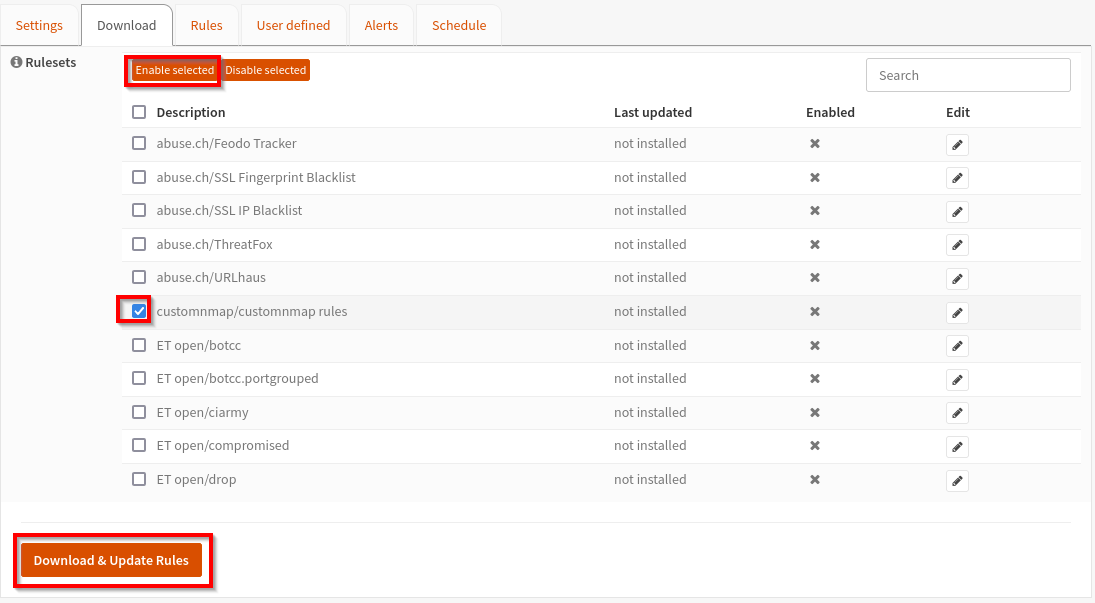 Settings Download Rules User defined Alerts Schedule
Rulesets
Enable selected Disable selected Search
Description Last updated Enabled Edit
abuse.ch/Feodo Tracker not installed
abuse.ch/SSL Fingerprint Blacklist not installed
abuse.ch/SSL IP Blacklist not installed
abuse.ch/ThreatFox not installed
abuse.ch/URLhaus not installed
customnmap/customnmap rules not installed
ET open/botcc not installed
ET open/botcc.portgrouped not installed
ET open/ciarmy not installed
ET open/compromised not installed
ET open/drop not installed
Download & Update Rules